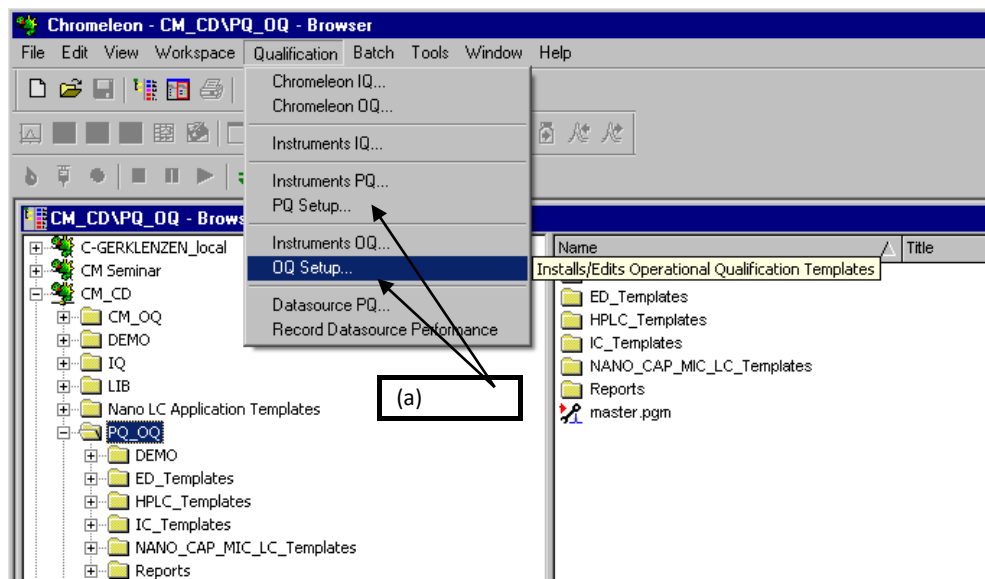 Chromeleon - CM_CD\PQ_OQ - Browser
File Edit View Workspace Qualification Batch Tools Window Help
Chromeleon IQ...
Chromeleon OQ...
Instruments IQ...
Instruments PQ...
PQ Setup...
Instruments OQ...
OQ Setup...
Datasource PQ...
Record Datasource Performance
Installs/Edits Operational Qualification Templates
(a)
CM_CD\PQ_OQ - Brows
C-GERKLENZEN_local
CM Seminar
CM_CD
CM_OQ
DEMO
IQ
LIB
Nano LC Application Templates
PQ_OQ
DEMO
ED_Templates
HPLC_Templates
IC_Templates
NANO_CAP_MIC_LC_Templates
Reports
Name Title
ED_Templates
HPLC_Templates
IC_Templates
NANO_CAP_MIC_LC_Templates
Reports
master.pgm